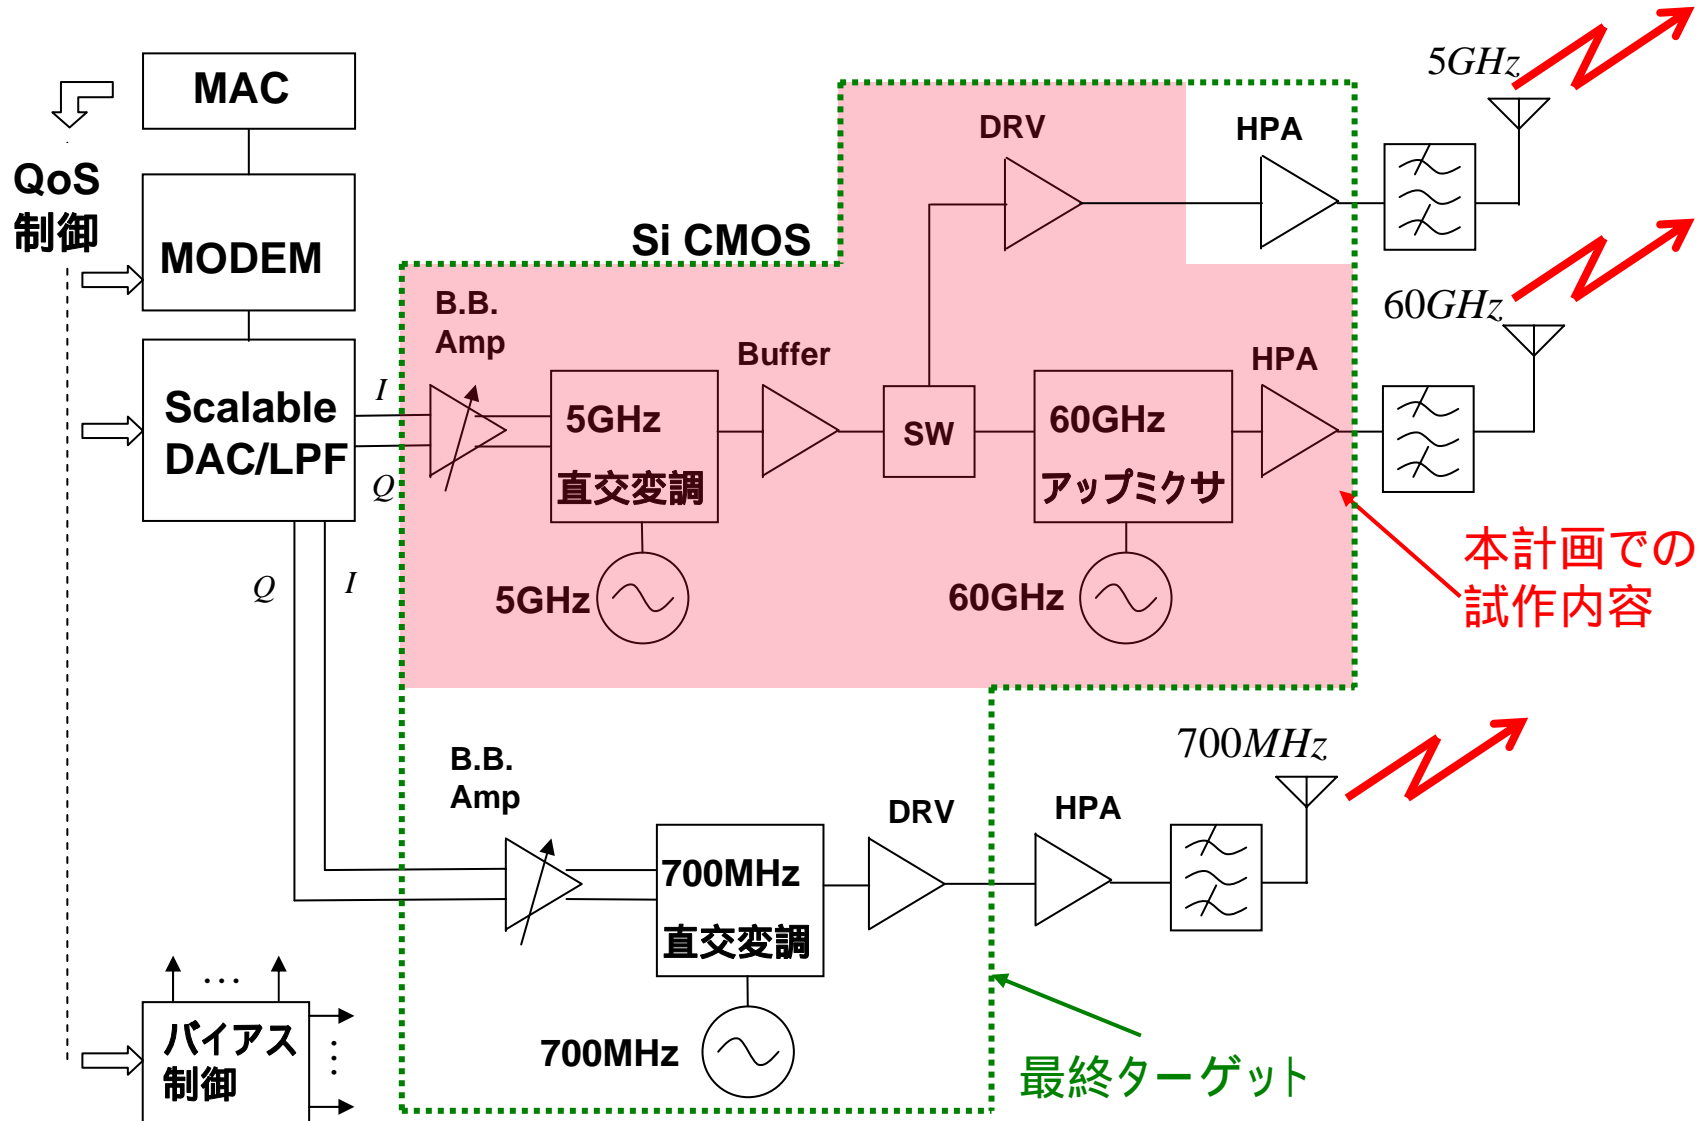 MAC
QoS
制御
MODEM
Scalable
DAC/LPF
I
Q
Q
I
バイアス
制御
...
...
Si CMOS
B.B.
Amp
5GHz
直交変調
5GHz
Buffer
SW
DRV
HPA
5GHz
60GHz
アップミクサ
60GHz
HPA
60GHz
本計画での
試作内容
B.B.
Amp
700MHz
直交変調
700MHz
DRV
HPA
700MHz
最終ターゲット